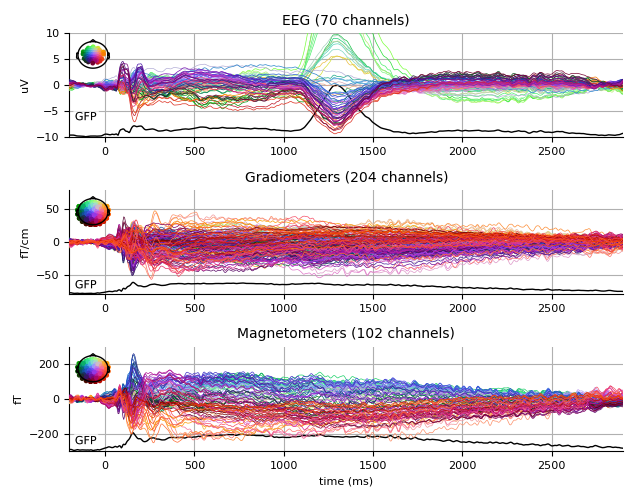 EEG (70 channels)
10
5
0
−5
−10
uV
GFP
0 500 1000 1500 2000 2500
Gradiometers (204 channels)
50
0
−50
fT/cm
GFP
0 500 1000 1500 2000 2500
Magnetometers (102 channels)
200
0
−200
fT
GFP
0 500 1000 1500 2000 2500
time (ms)